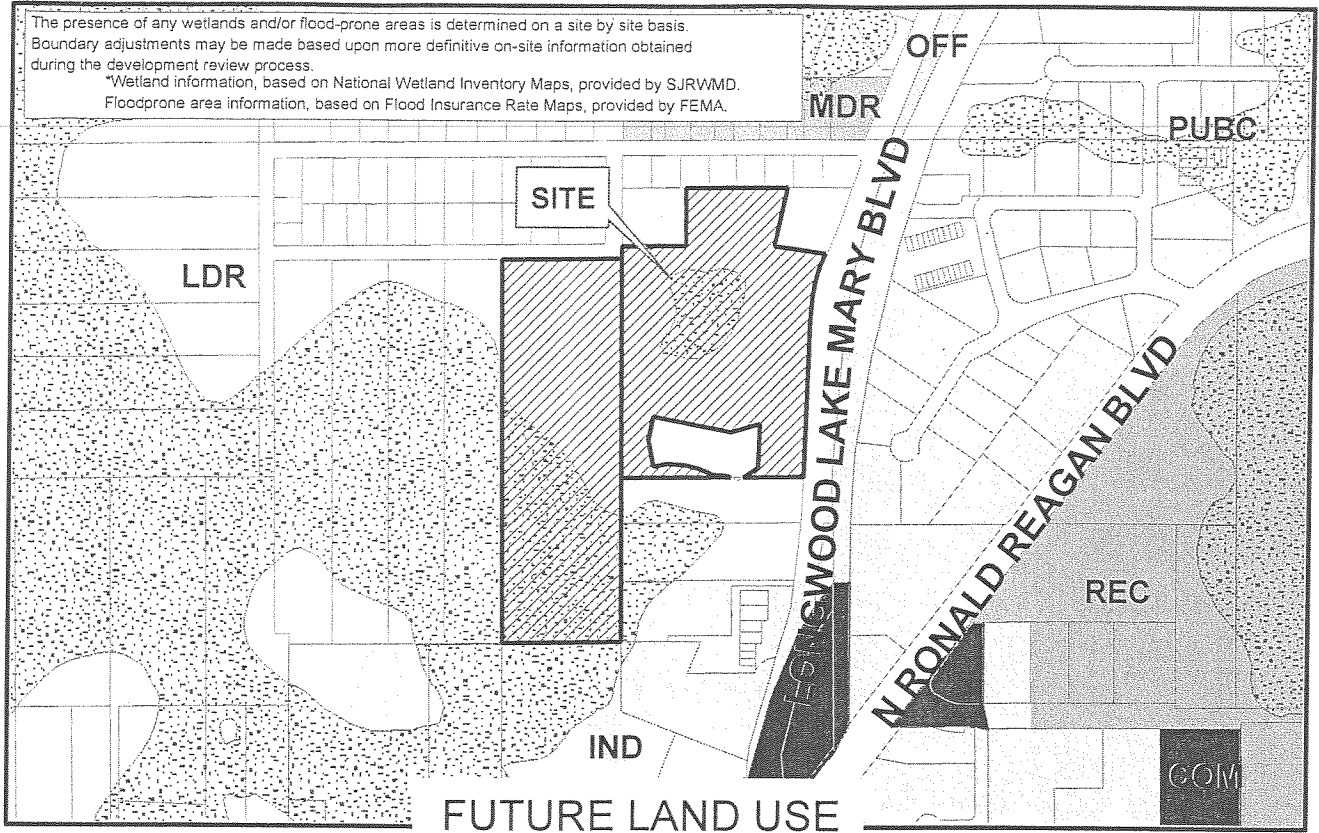 The presence of any wetlands and/or flood-prone areas is determined on a site by site basis.
Boundary adjustments may be made based upon more definitive on-site information obtained
during the development review process.
*Wetland information, based on National Wetland Inventory Maps, provided by SJRWMD.
Floodprone area information, based on Flood Insurance Rate Maps, provided by FEMA.
OFF
MDR
PUBC
SITE
LDR
LAKE MARY BLVD
N RONALD REAGAN BLVD
REC
IND
COM
FUTURE LAND USE